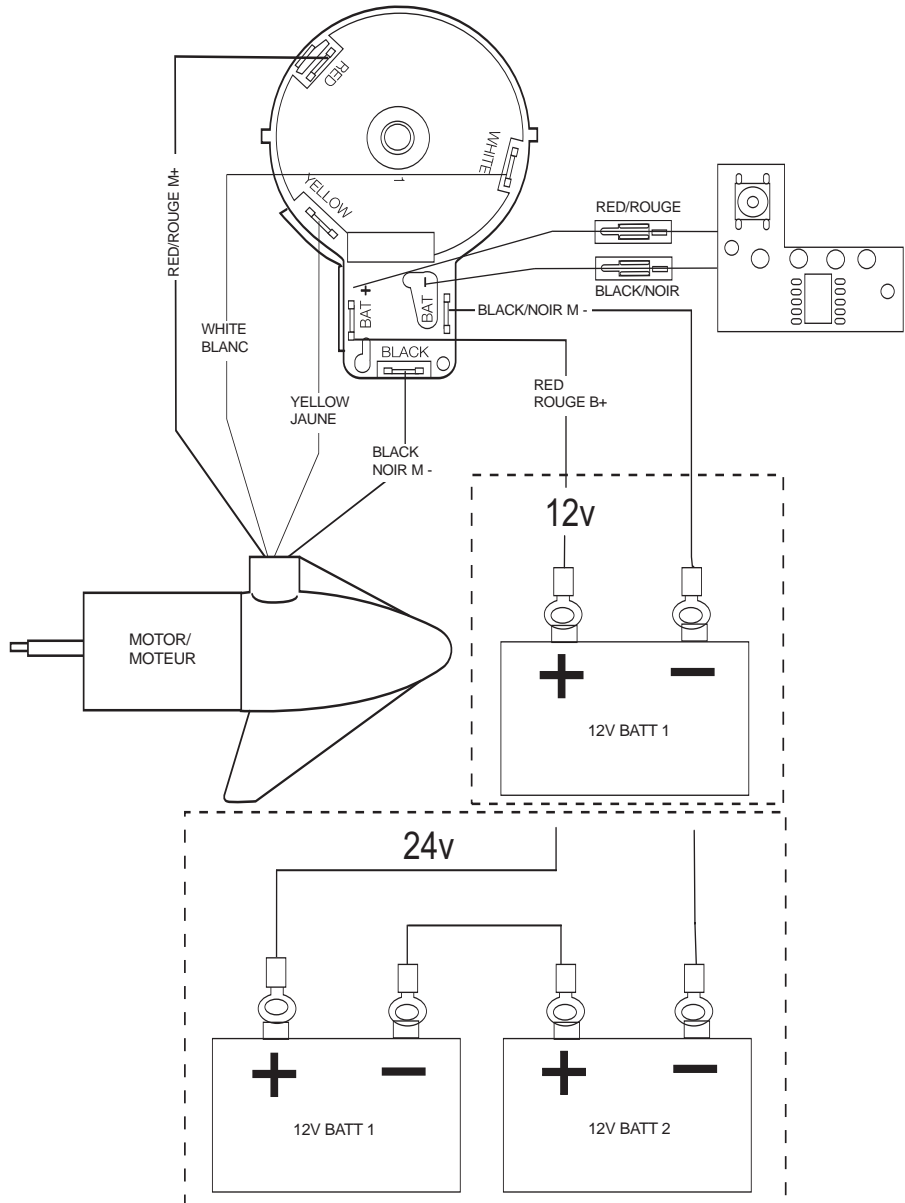 RED
WHITE
YELLOW
1
RED/ROUGE M+
RED/ROUGE
BLACK/NOIR
BAT +
BAT -
BLACK/NOIR M -
WHITE
BLANC
BLACK
YELLOW
JAUNE
RED
ROUGE B+
BLACK
NOIR M -
12v
MOTOR/
MOTEUR
+ −
12V BATT 1
24v
+ − + −
12V BATT 1
12V BATT 2